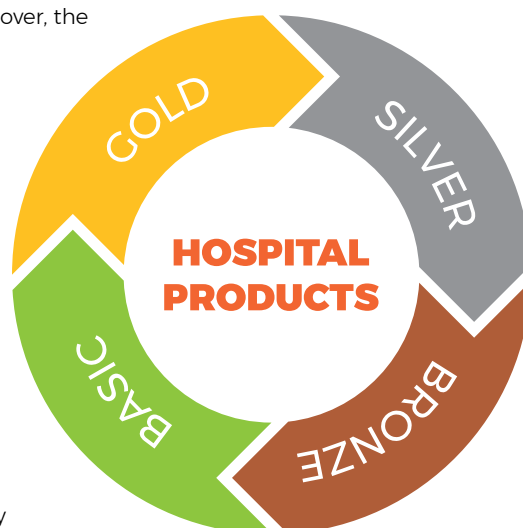 over, the
GOLD
SILVER
HOSPITAL
PRODUCTS
BASIC
BRONZE
y